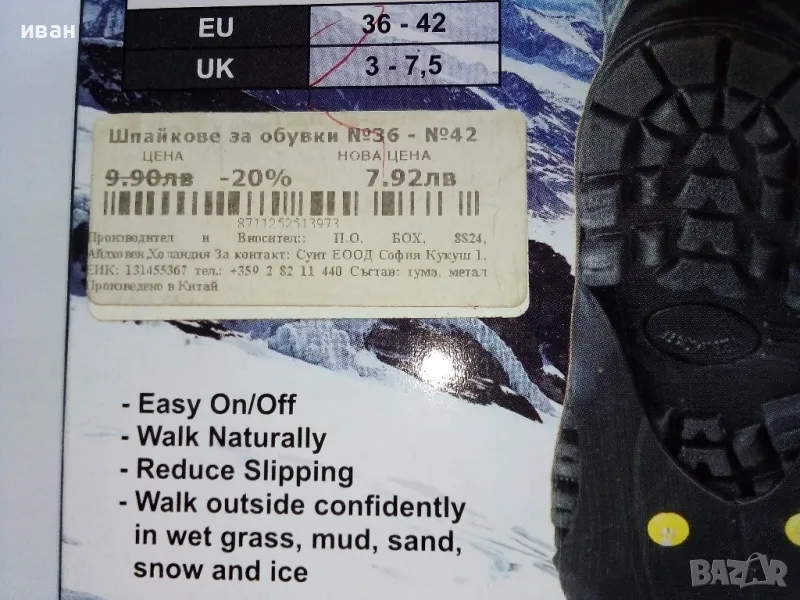 иван
EU 36 - 42
UK 3 - 7,5
Шпайкове за обувки №36 - №42
ЦЕНА НОВА ЦЕНА
9.90лв -20% 7.92лв
8711252513973
Производител и Вносител:: П.О. БОХ, 8824,
Айдховен,Холандия За контакт: Суит ЕООД София Кукуш 1,
ЕИК: 131455367 тел.: +359 2 82 11 440 Състав: гума, метал
Произведено в Китай
- Easy On/Off
- Walk Naturally
- Reduce Slipping
- Walk outside confidently
in wet grass, mud, sand,
snow and ice
BAZAR